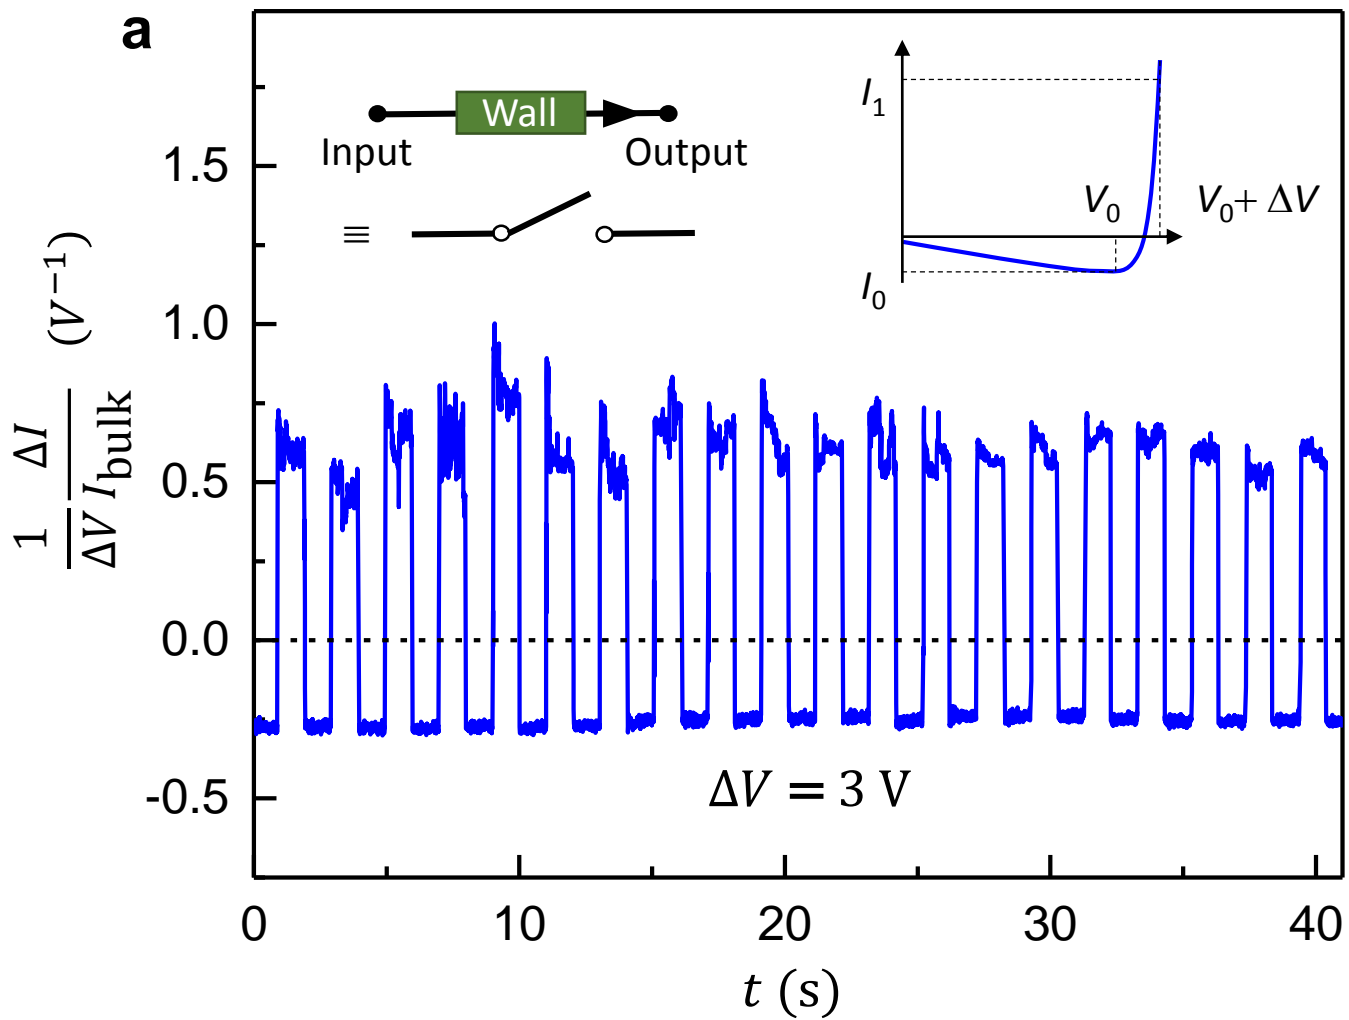 a
Wall
Input Output
≡
I₁
V₀ V₀+ ΔV
I₀
1.5
1.0
0.5
0.0
-0.5
1/ΔV ΔI/I_bulk (V⁻¹)
ΔV = 3 V
0 10 20 30 40
t (s)